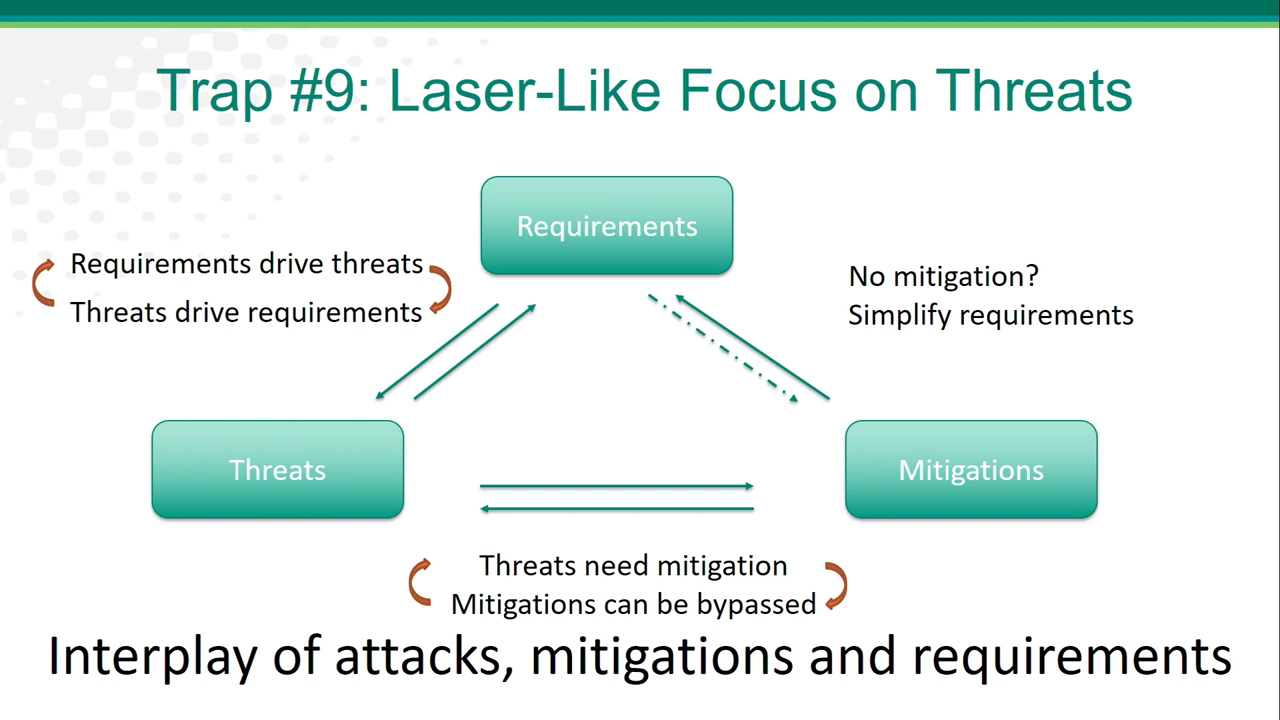 Trap #9: Laser-Like Focus on Threats
Requirements
Requirements drive threats
Threats drive requirements
No mitigation?
Simplify requirements
Threats
Mitigations
Threats need mitigation
Mitigations can be bypassed
Interplay of attacks, mitigations and requirements